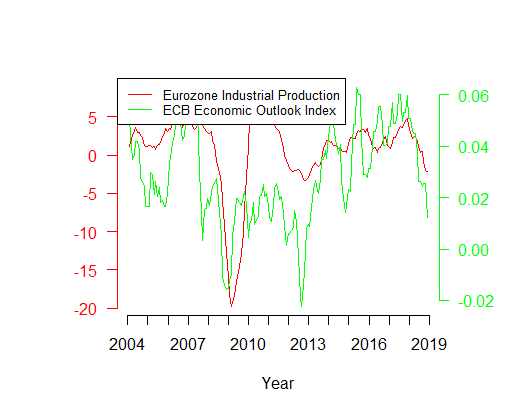 Eurozone Industrial Production
ECB Economic Outlook Index
5
0
-5
-10
-15
-20
0.06
0.04
0.02
0.00
-0.02
2004 2007 2010 2013 2016 2019
Year